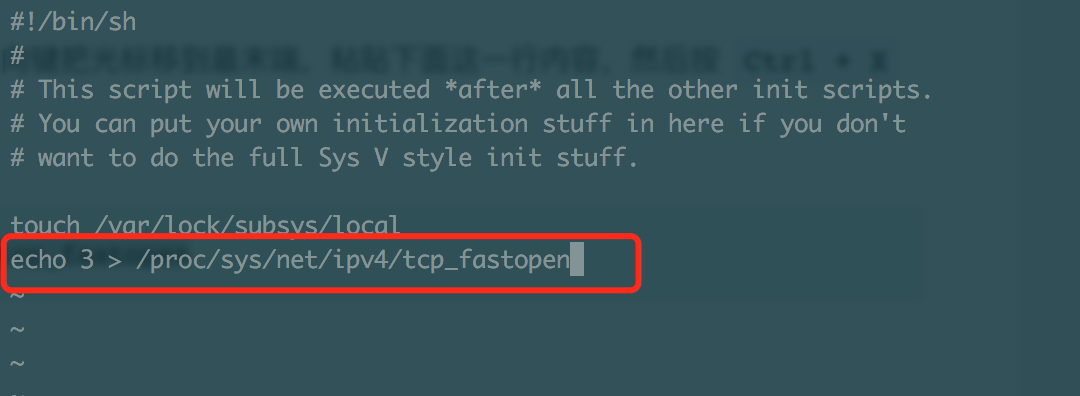 #!/bin/sh
#
键把光标移到最末端，粘贴下面这一行内容，然后按 Ctrl + X
# This script will be executed *after* all the other init scripts.
# You can put your own initialization stuff in here if you don't
# want to do the full Sys V style init stuff.
touch /var/lock/subsys/local
echo 3 > /proc/sys/net/ipv4/tcp_fastopen
~
~
~